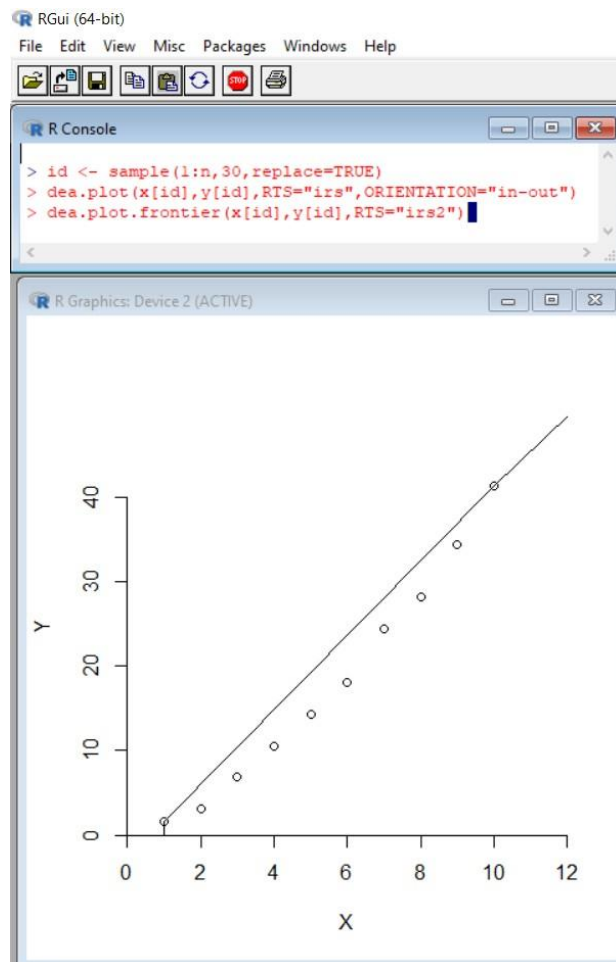 RGui (64-bit)
File Edit View Misc Packages Windows Help
STOP
R Console
> id <- sample(1:n,30,replace=TRUE)
> dea.plot(x[id],y[id],RTS="irs",ORIENTATION="in-out")
> dea.plot.frontier(x[id],y[id],RTS="irs2")
R Graphics: Device 2 (ACTIVE)
40
30
20
10
0
Y
0 2 4 6 8 10 12
X